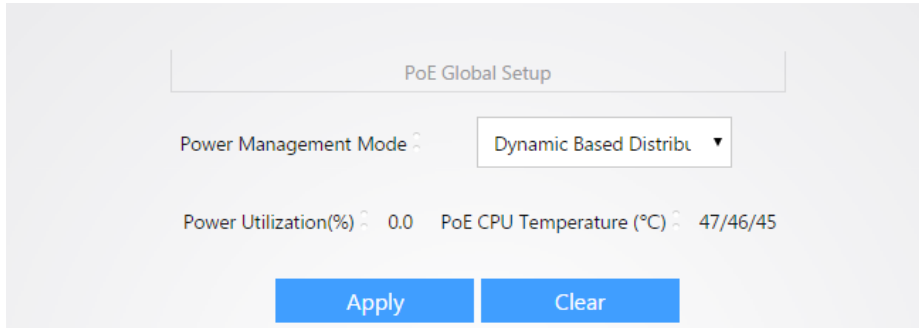 PoE Global Setup
Power Management Mode : Dynamic Based Distribu
Power Utilization(%) : 0.0 PoE CPU Temperature (°C) : 47/46/45
Apply Clear